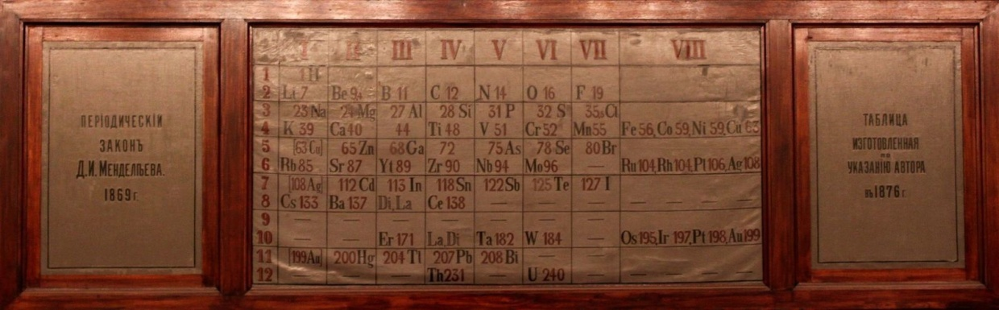 ПЕРІОДИЧЕСКІЙ
ЗАКОНЪ
Д.И. МЕНДЕЛѢЕВА.
1869 г.
I II III IV V VI VII VIII
1 1 H
2 Li 7 Be 9,4 B 11 C 12 N 14 O 16 F 19
3 23 Na 24 Mg 27 Al 28 Si 31 P 32 S 35,5 Cl
4 K 39 Ca 40 — 44 Ti 48 V 51 Cr 52 Mn 55 Fe 56, Co 59, Ni 59, Cu 63
5 [63 Cu] 65 Zn 68 Ga 72 75 As 78 Se 80 Br
6 Rb 85 Sr 87 Yt 89 Zr 90 Nb 94 Mo 96 — Ru 104, Rh 104, Pt 106, Ag 108
7 [108 Ag] 112 Cd 113 In 118 Sn 122 Sb 125 Te 127 I
8 Cs 133 Ba 137 Di, La Ce 138 — — — — — — —
9 — — — — — — —
10 — — Er 171 La, Di Ta 182 W 184 — Os 195, Ir 197, Pt 198, Au 199
11 [199 Au] 200 Hg 204 Tl 207 Pb 208 Bi — —
12 — — — Th 231 — U 240 —
ТАБЛИЦА
ИЗГОТОВЛЕННАЯ
ПО
УКАЗАНІЮ АВТОРА
въ 1876 г.